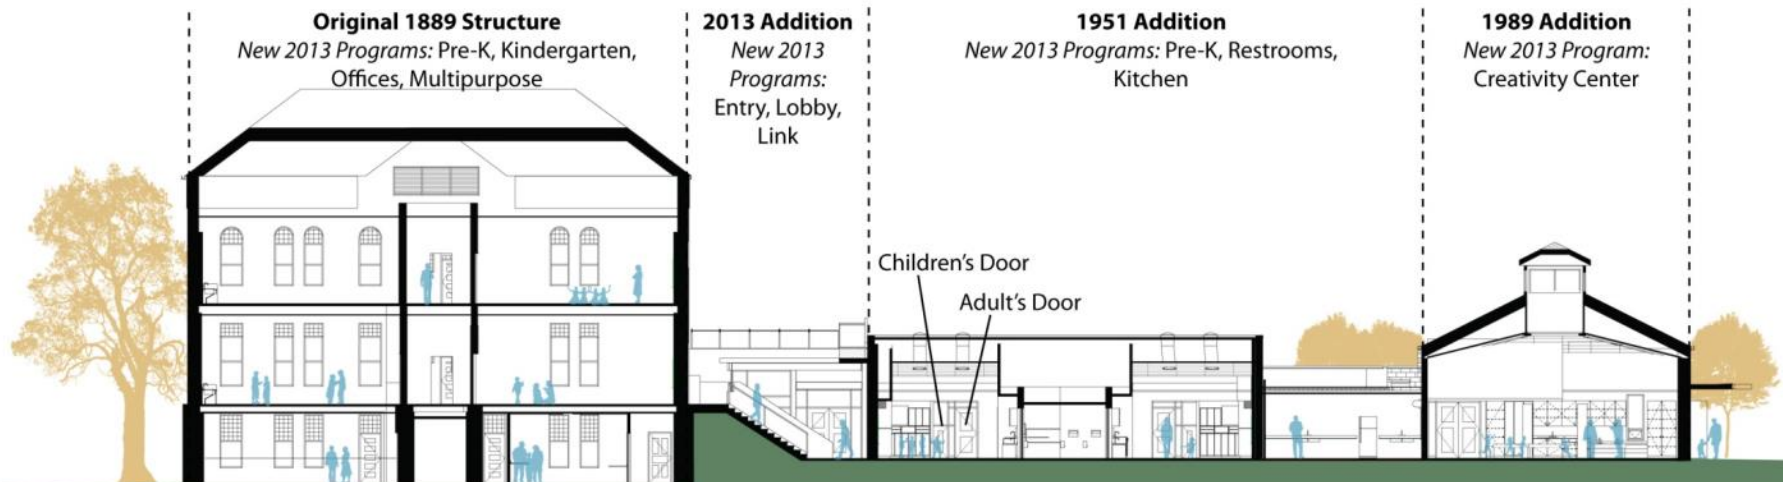 Original 1889 Structure
New 2013 Programs: Pre-K, Kindergarten,
Offices, Multipurpose
2013 Addition
New 2013
Programs:
Entry, Lobby,
Link
1951 Addition
New 2013 Programs: Pre-K, Restrooms,
Kitchen
1989 Addition
New 2013 Program:
Creativity Center
Children’s Door
Adult’s Door